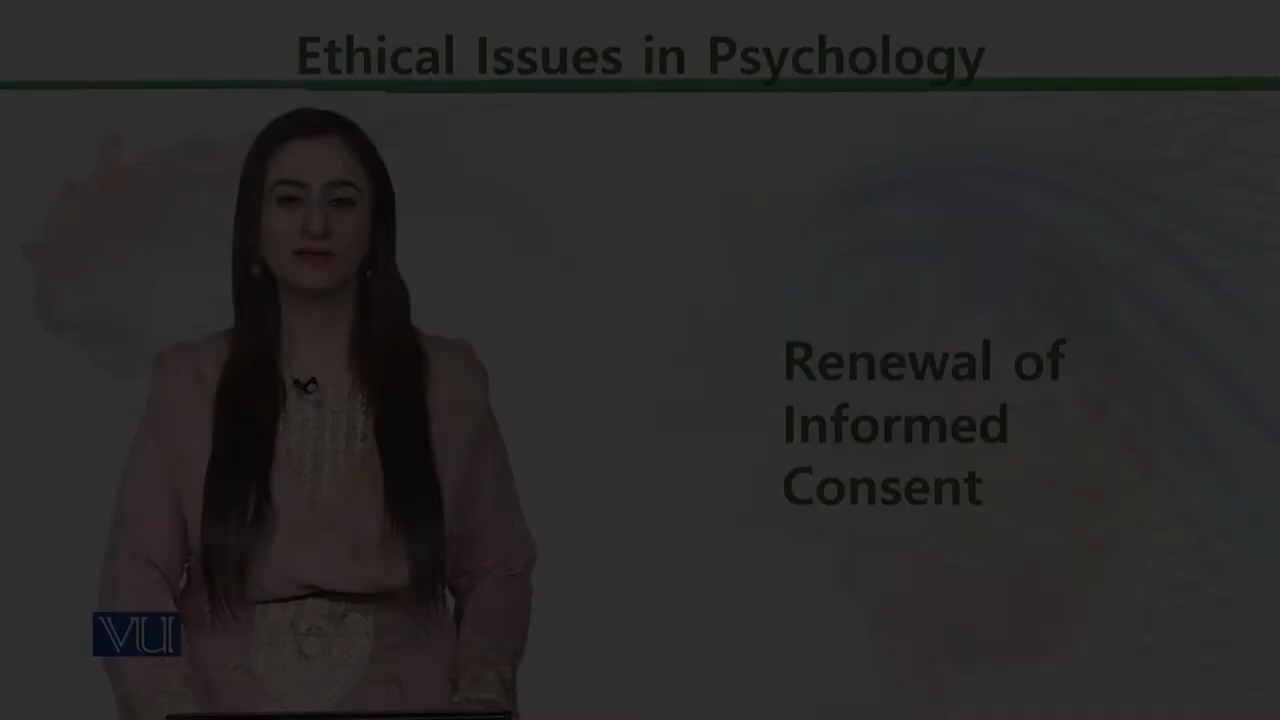 Ethical Issues in Psychology
Renewal of
Informed
Consent
VU